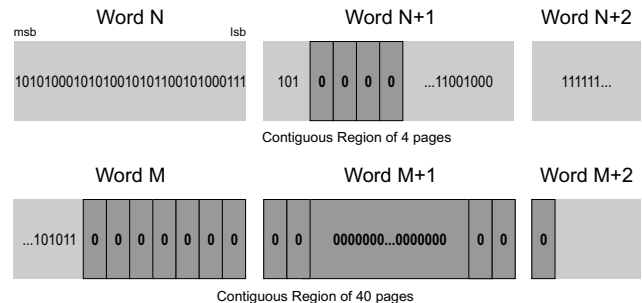 Word N Word N+1 Word N+2
msb lsb
10101000101010010101100101000111 101 0 0 0 0 ...11001000 111111...
Contiguous Region of 4 pages
Word M Word M+1 Word M+2
...101011 0 0 0 0 0 0 0 0 0 0000000...0000000 0 0 0
Contiguous Region of 40 pages